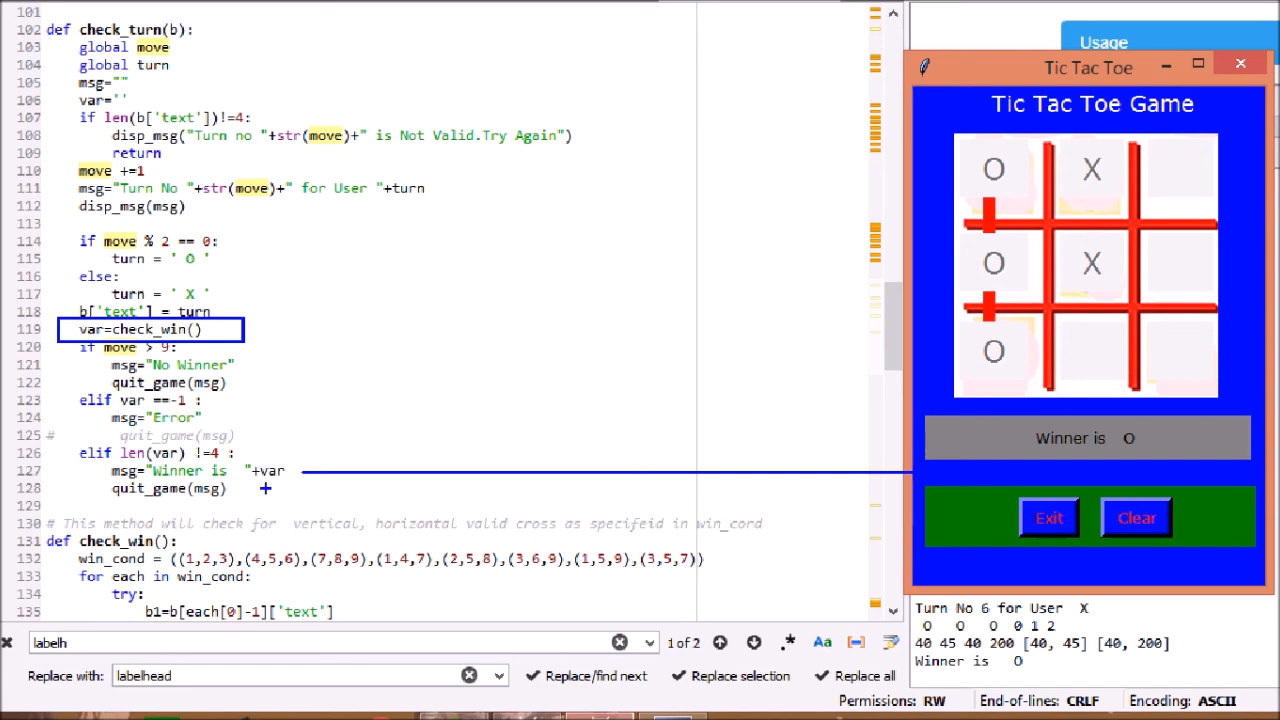 101
102 def check_turn(b):
103 global move
104 global turn
105 msg=""
106 var=''
107 if len(b['text'])!=4:
108 disp_msg("Turn no "+str(move)+" is Not Valid.Try Again")
109 return
110 move +=1
111 msg="Turn No "+str(move)+" for User "+turn
112 disp_msg(msg)
113
114 if move % 2 == 0:
115 turn = ' O '
116 else:
117 turn = ' X '
118 b['text'] = turn
119 var=check_win()
120 if move > 9:
121 msg="No Winner"
122 quit_game(msg)
123 elif var ==-1 :
124 msg="Error"
125 # quit_game(msg)
126 elif len(var) !=4 :
127 msg="Winner is "+var
128 quit_game(msg)
129
130 # This method will check for vertical, horizontal valid cross as specifeid in win_cord
131 def check_win():
132 win_cond = ((1,2,3),(4,5,6),(7,8,9),(1,4,7),(2,5,8),(3,6,9),(1,5,9),(3,5,7))
133 for each in win_cond:
134 try:
135 b1=b[each[0]-1]['text']
Usage
Tic Tac Toe
Tic Tac Toe Game
O X
O X
O
Winner is O
Exit Clear
Turn No 6 for User X
O O O 0 1 2
40 45 40 200 [40, 45] [40, 200]
Winner is O
labelh 1 of 2 .* Aa
Replace with: labelhead Replace/find next Replace selection Replace all
Permissions: RW End-of-lines: CRLF Encoding: ASCII